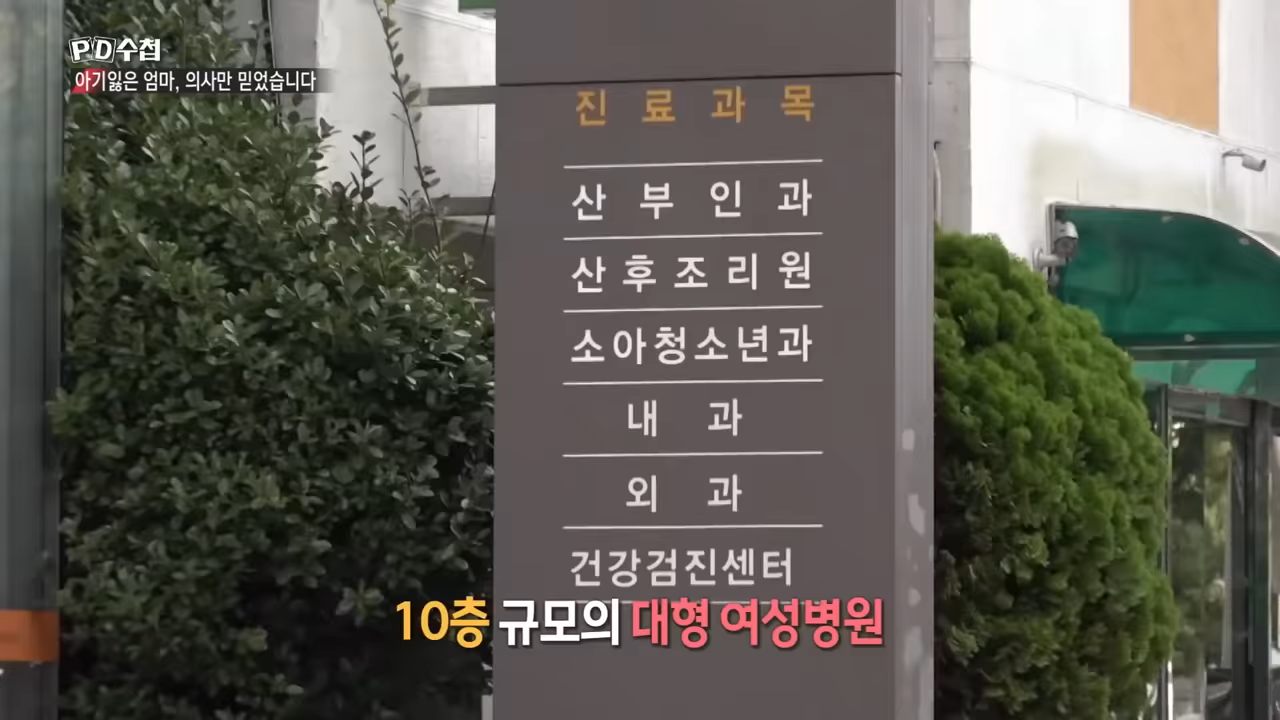 PD수첩
아기잃은 엄마, 의사만 믿었습니다
진료과목
산부인과
산후조리원
소아청소년과
내과
외과
건강검진센터
10층 규모의 대형 여성병원